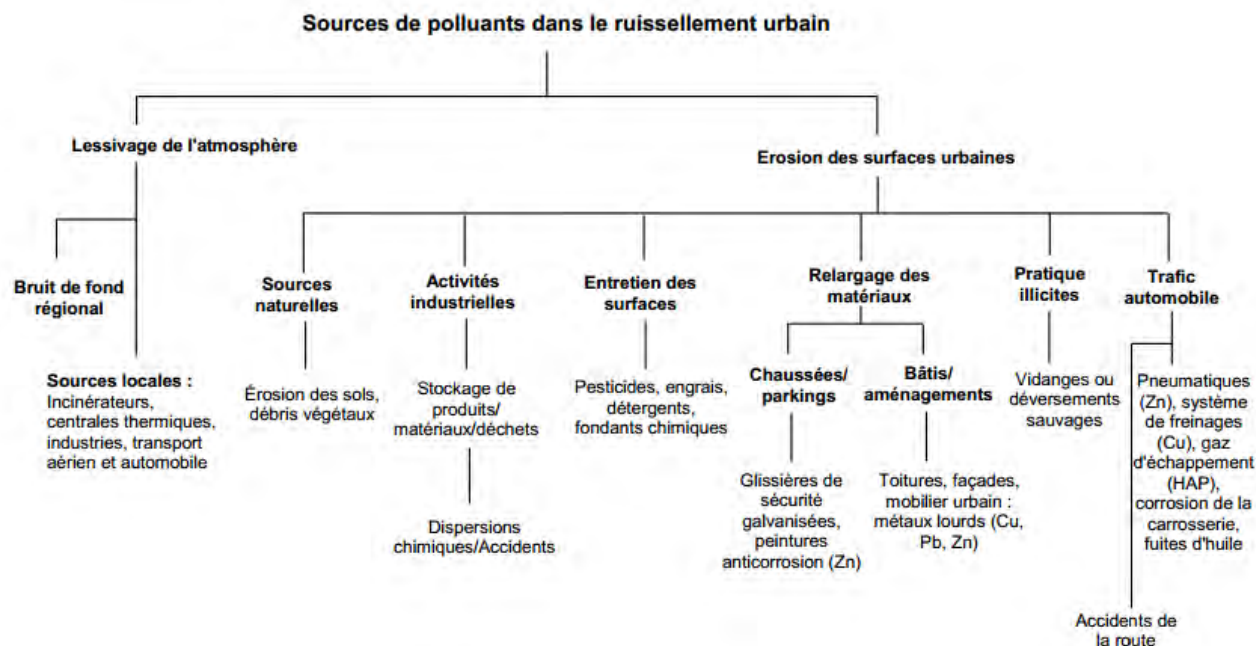 Sources de polluants dans le ruissellement urbain
Lessivage de l'atmosphère
Erosion des surfaces urbaines
Bruit de fond
régional
Sources
naturelles
Activités
industrielles
Entretien des
surfaces
Relargage des
matériaux
Pratique
illicites
Trafic
automobile
Sources locales :
Incinérateurs,
centrales thermiques,
industries, transport
aérien et automobile
Érosion des sols,
débris végétaux
Stockage de
produits/
matériaux/déchets
Dispersions
chimiques/Accidents
Pesticides, engrais,
détergents,
fondants chimiques
Chaussées/
parkings
Glissières de
sécurité
galvanisées,
peintures
anticorrosion (Zn)
Bâtis/
aménagements
Toitures, façades,
mobilier urbain :
métaux lourds (Cu,
Pb, Zn)
Vidanges ou
déversements
sauvages
Pneumatiques
(Zn), système
de freinages
(Cu), gaz
d'échappement
(HAP),
corrosion de la
carrosserie,
fuites d'huile
Accidents de
la route